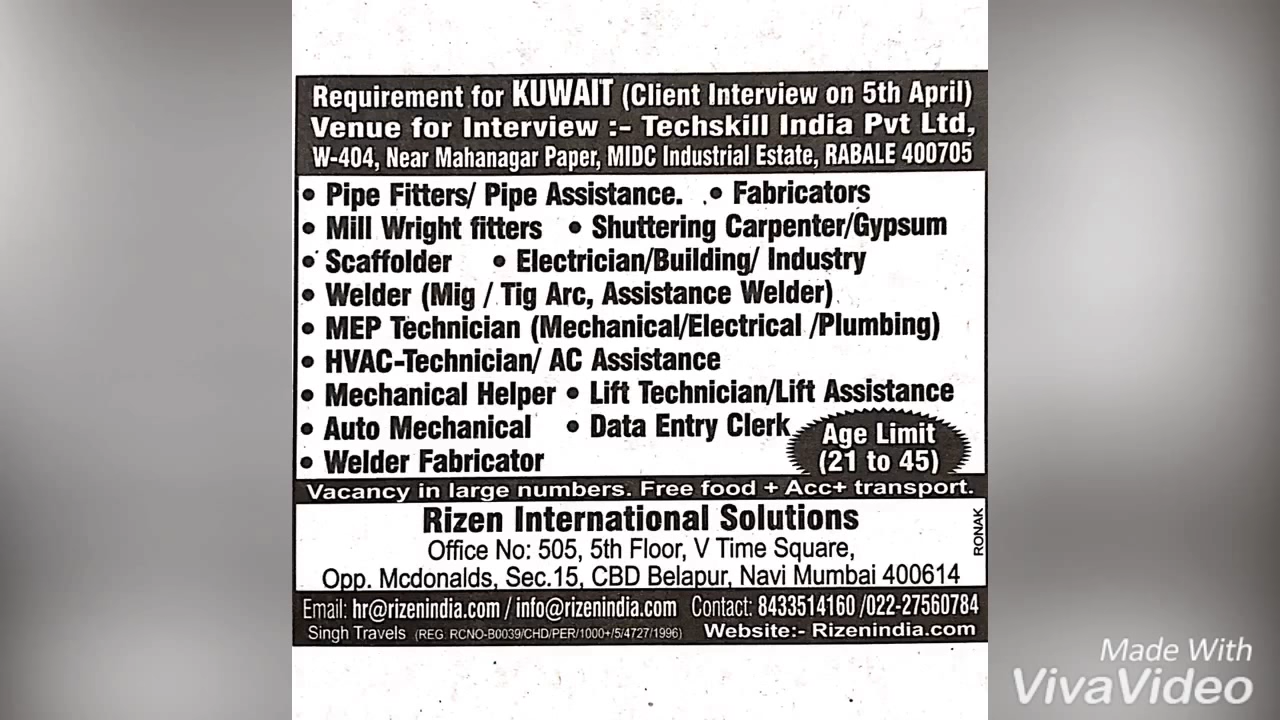 Requirement for KUWAIT (Client Interview on 5th April)
Venue for Interview :- Techskill India Pvt Ltd,
W-404, Near Mahanagar Paper, MIDC Industrial Estate, RABALE 400705
• Pipe Fitters/ Pipe Assistance. • Fabricators
• Mill Wright fitters • Shuttering Carpenter/Gypsum
• Scaffolder • Electrician/Building/ Industry
• Welder (Mig / Tig Arc, Assistance Welder)
• MEP Technician (Mechanical/Electrical /Plumbing)
• HVAC-Technician/ AC Assistance
• Mechanical Helper • Lift Technician/Lift Assistance
• Auto Mechanical • Data Entry Clerk
• Welder Fabricator
Age Limit
(21 to 45)
Vacancy in large numbers. Free food + Acc+ transport.
Rizen International Solutions
Office No: 505, 5th Floor, V Time Square,
Opp. Mcdonalds, Sec.15, CBD Belapur, Navi Mumbai 400614
RONAK
Email: hr@rizenindia.com / info@rizenindia.com Contact: 8433514160 /022-27560784
Singh Travels (REG: RCNO-B0039/CHD/PER/1000+/5/4727/1996) Website:- Rizenindia.com
Made With
VivaVideo